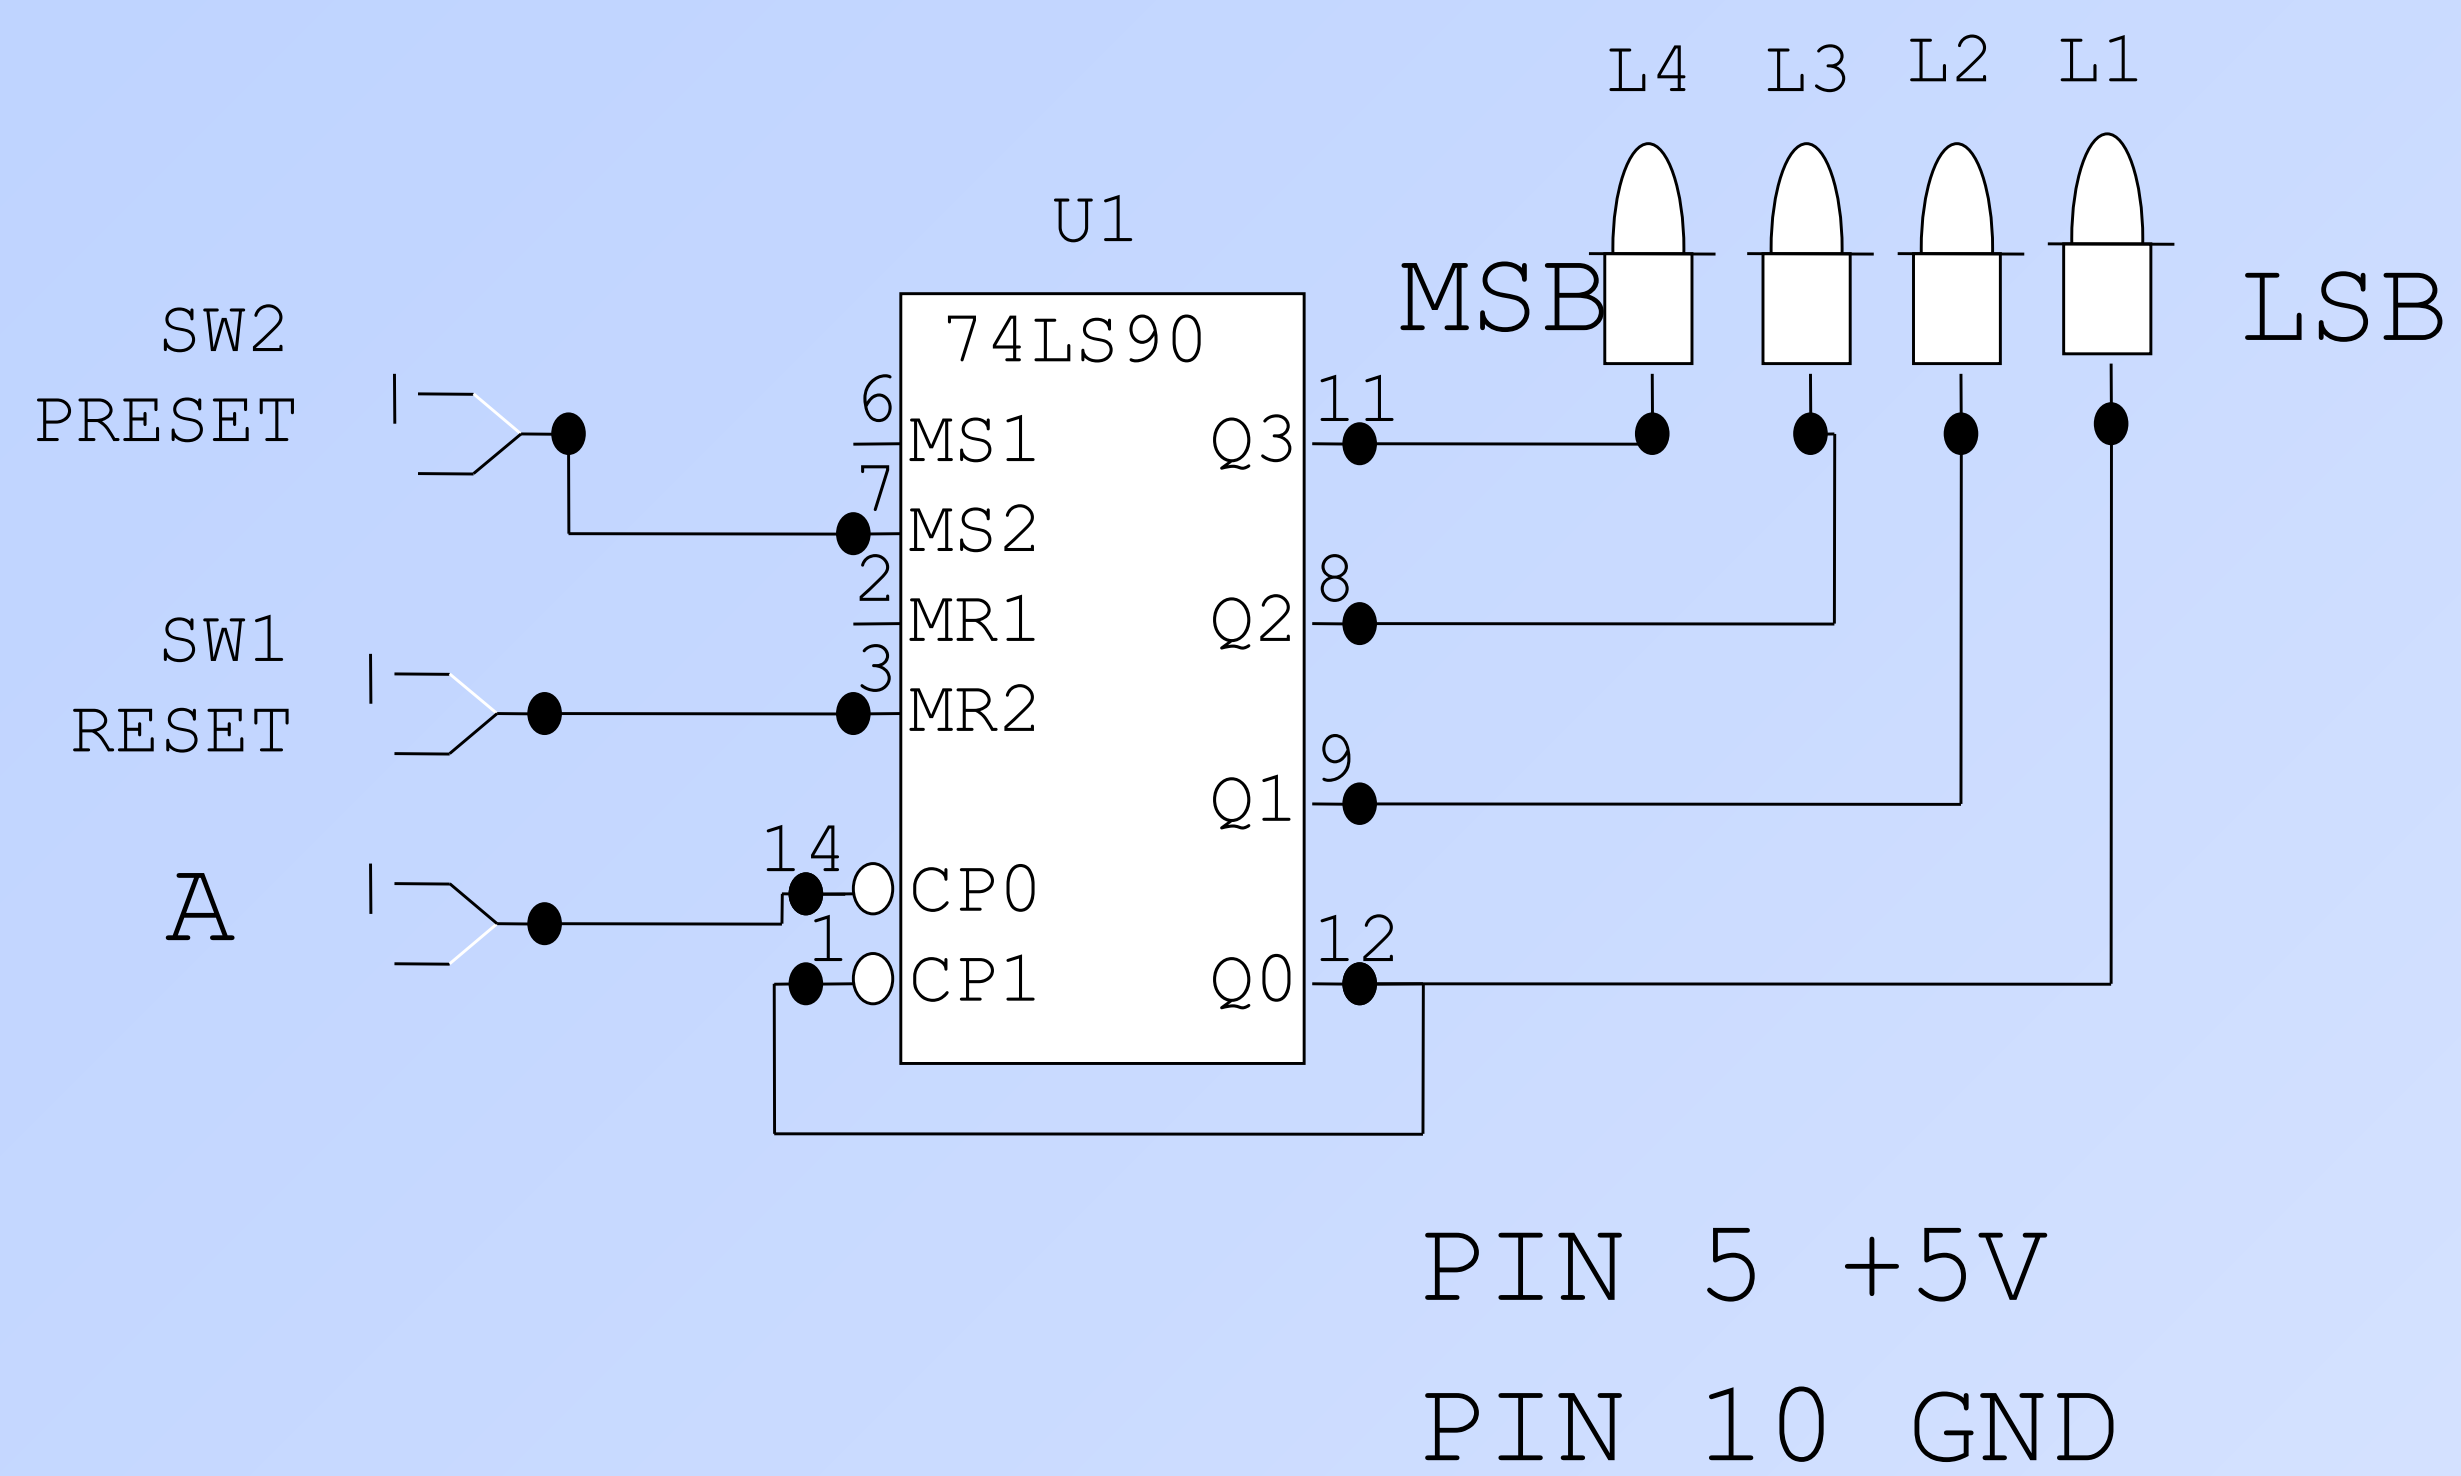 L4 L3 L2 L1
U1
MSB LSB
SW2
PRESET
74LS90
6 MS1 Q3 11
7 MS2
2 MR1 Q2 8
SW1
RESET
3 MR2
Q1 9
A
14 CP0
1 CP1 Q0 12
PIN 5 +5V
PIN 10 GND